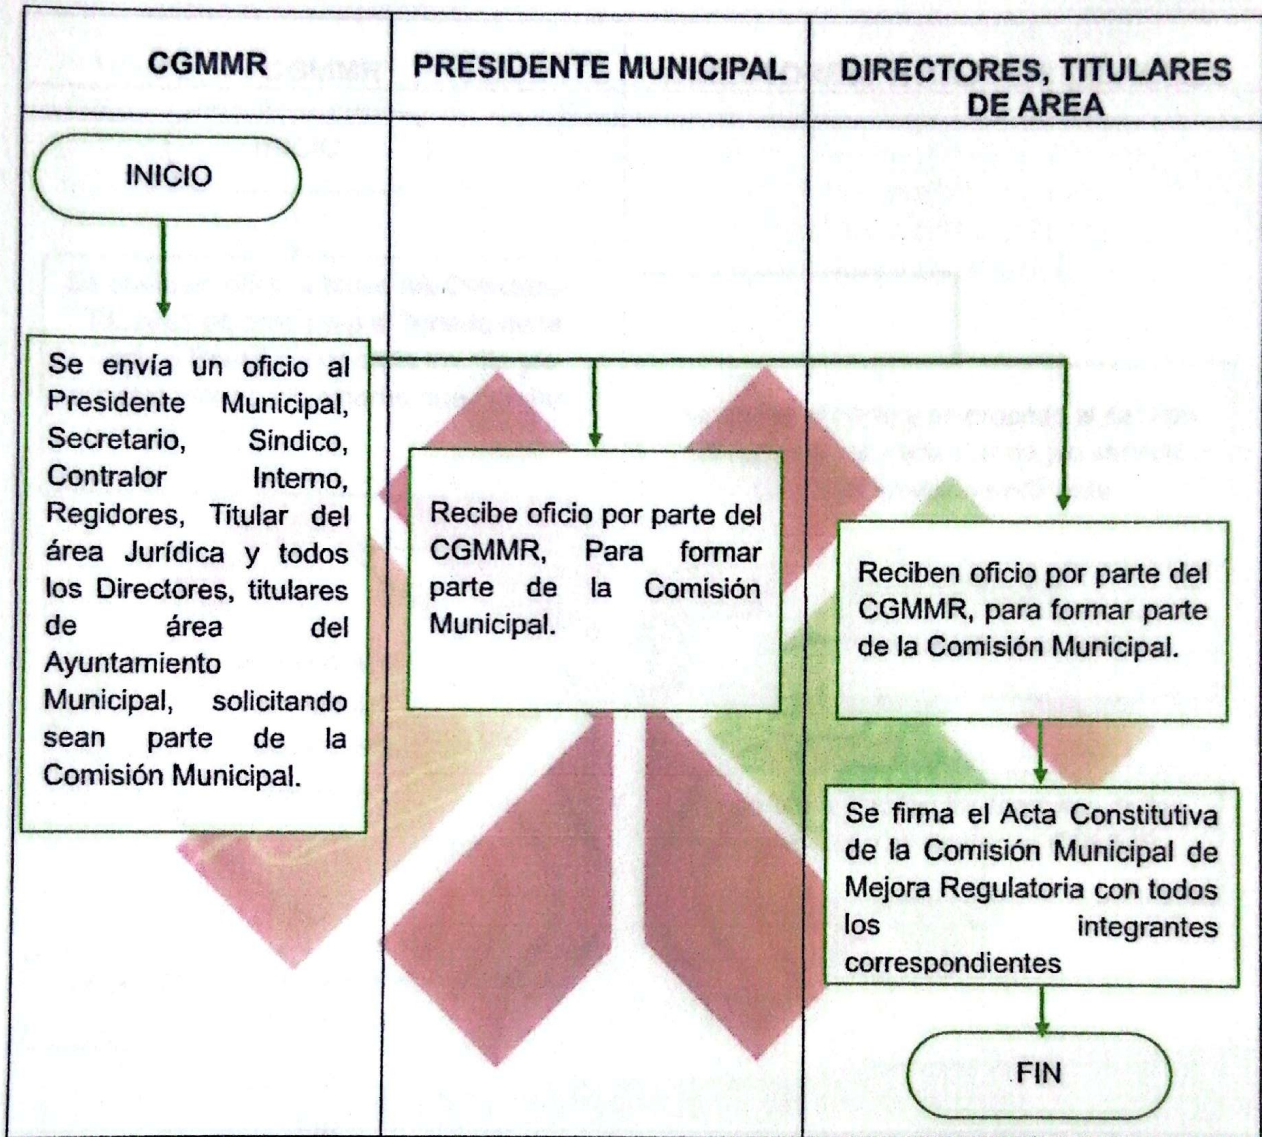 CGMMR
PRESIDENTE MUNICIPAL
DIRECTORES, TITULARES
DE AREA
INICIO
Se envía un oficio al
Presidente Municipal,
Secretario, Sindico,
Contralor Interno,
Regidores, Titular del
área Jurídica y todos
los Directores, titulares
de área del
Ayuntamiento
Municipal, solicitando
sean parte de la
Comisión Municipal.
Recibe oficio por parte del
CGMMR, Para formar
parte de la Comisión
Municipal.
Reciben oficio por parte del
CGMMR, para formar parte
de la Comisión Municipal.
Se firma el Acta Constitutiva
de la Comisión Municipal de
Mejora Regulatoria con todos
los integrantes
correspondientes
FIN